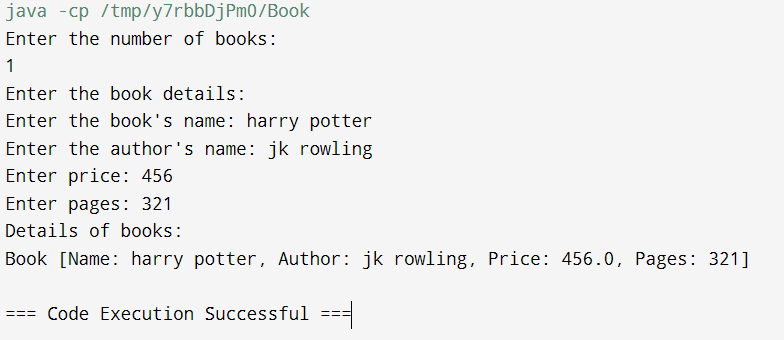 java -cp /tmp/y7rbbDjPmO/Book
Enter the number of books:
1
Enter the book details:
Enter the book's name: harry potter
Enter the author's name: jk rowling
Enter price: 456
Enter pages: 321
Details of books:
Book [Name: harry potter, Author: jk rowling, Price: 456.0, Pages: 321]
=== Code Execution Successful ===